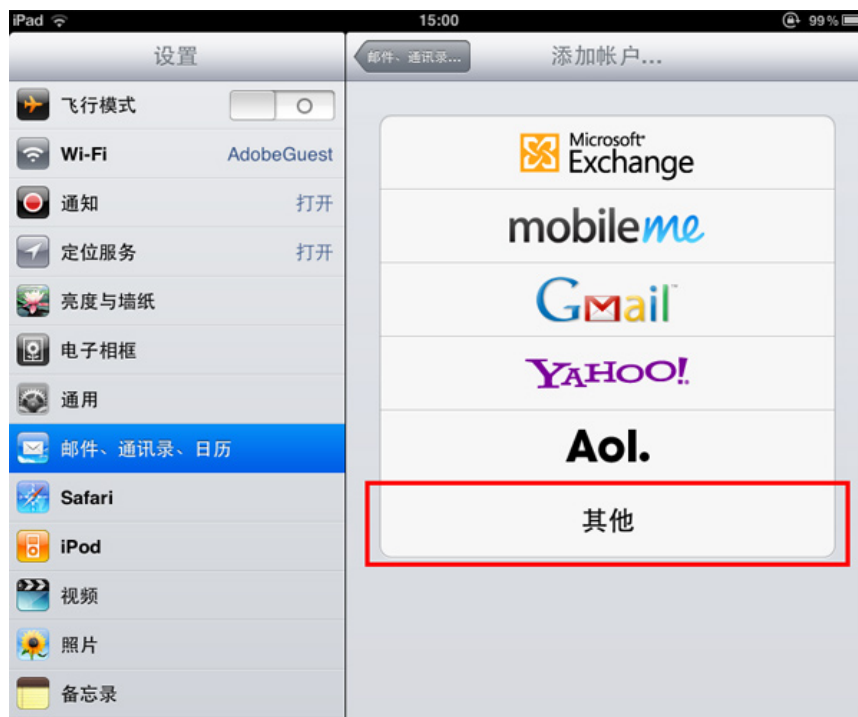 iPad 15:00 99%
设置
飞行模式
Wi-Fi AdobeGuest
通知 打开
定位服务 打开
亮度与墙纸
电子相框
通用
邮件、通讯录、日历
Safari
iPod
视频
照片
备忘录
邮件、通讯录... 添加帐户...
Microsoft
Exchange
mobileme
Gmail
YAHOO!
Aol.
其他